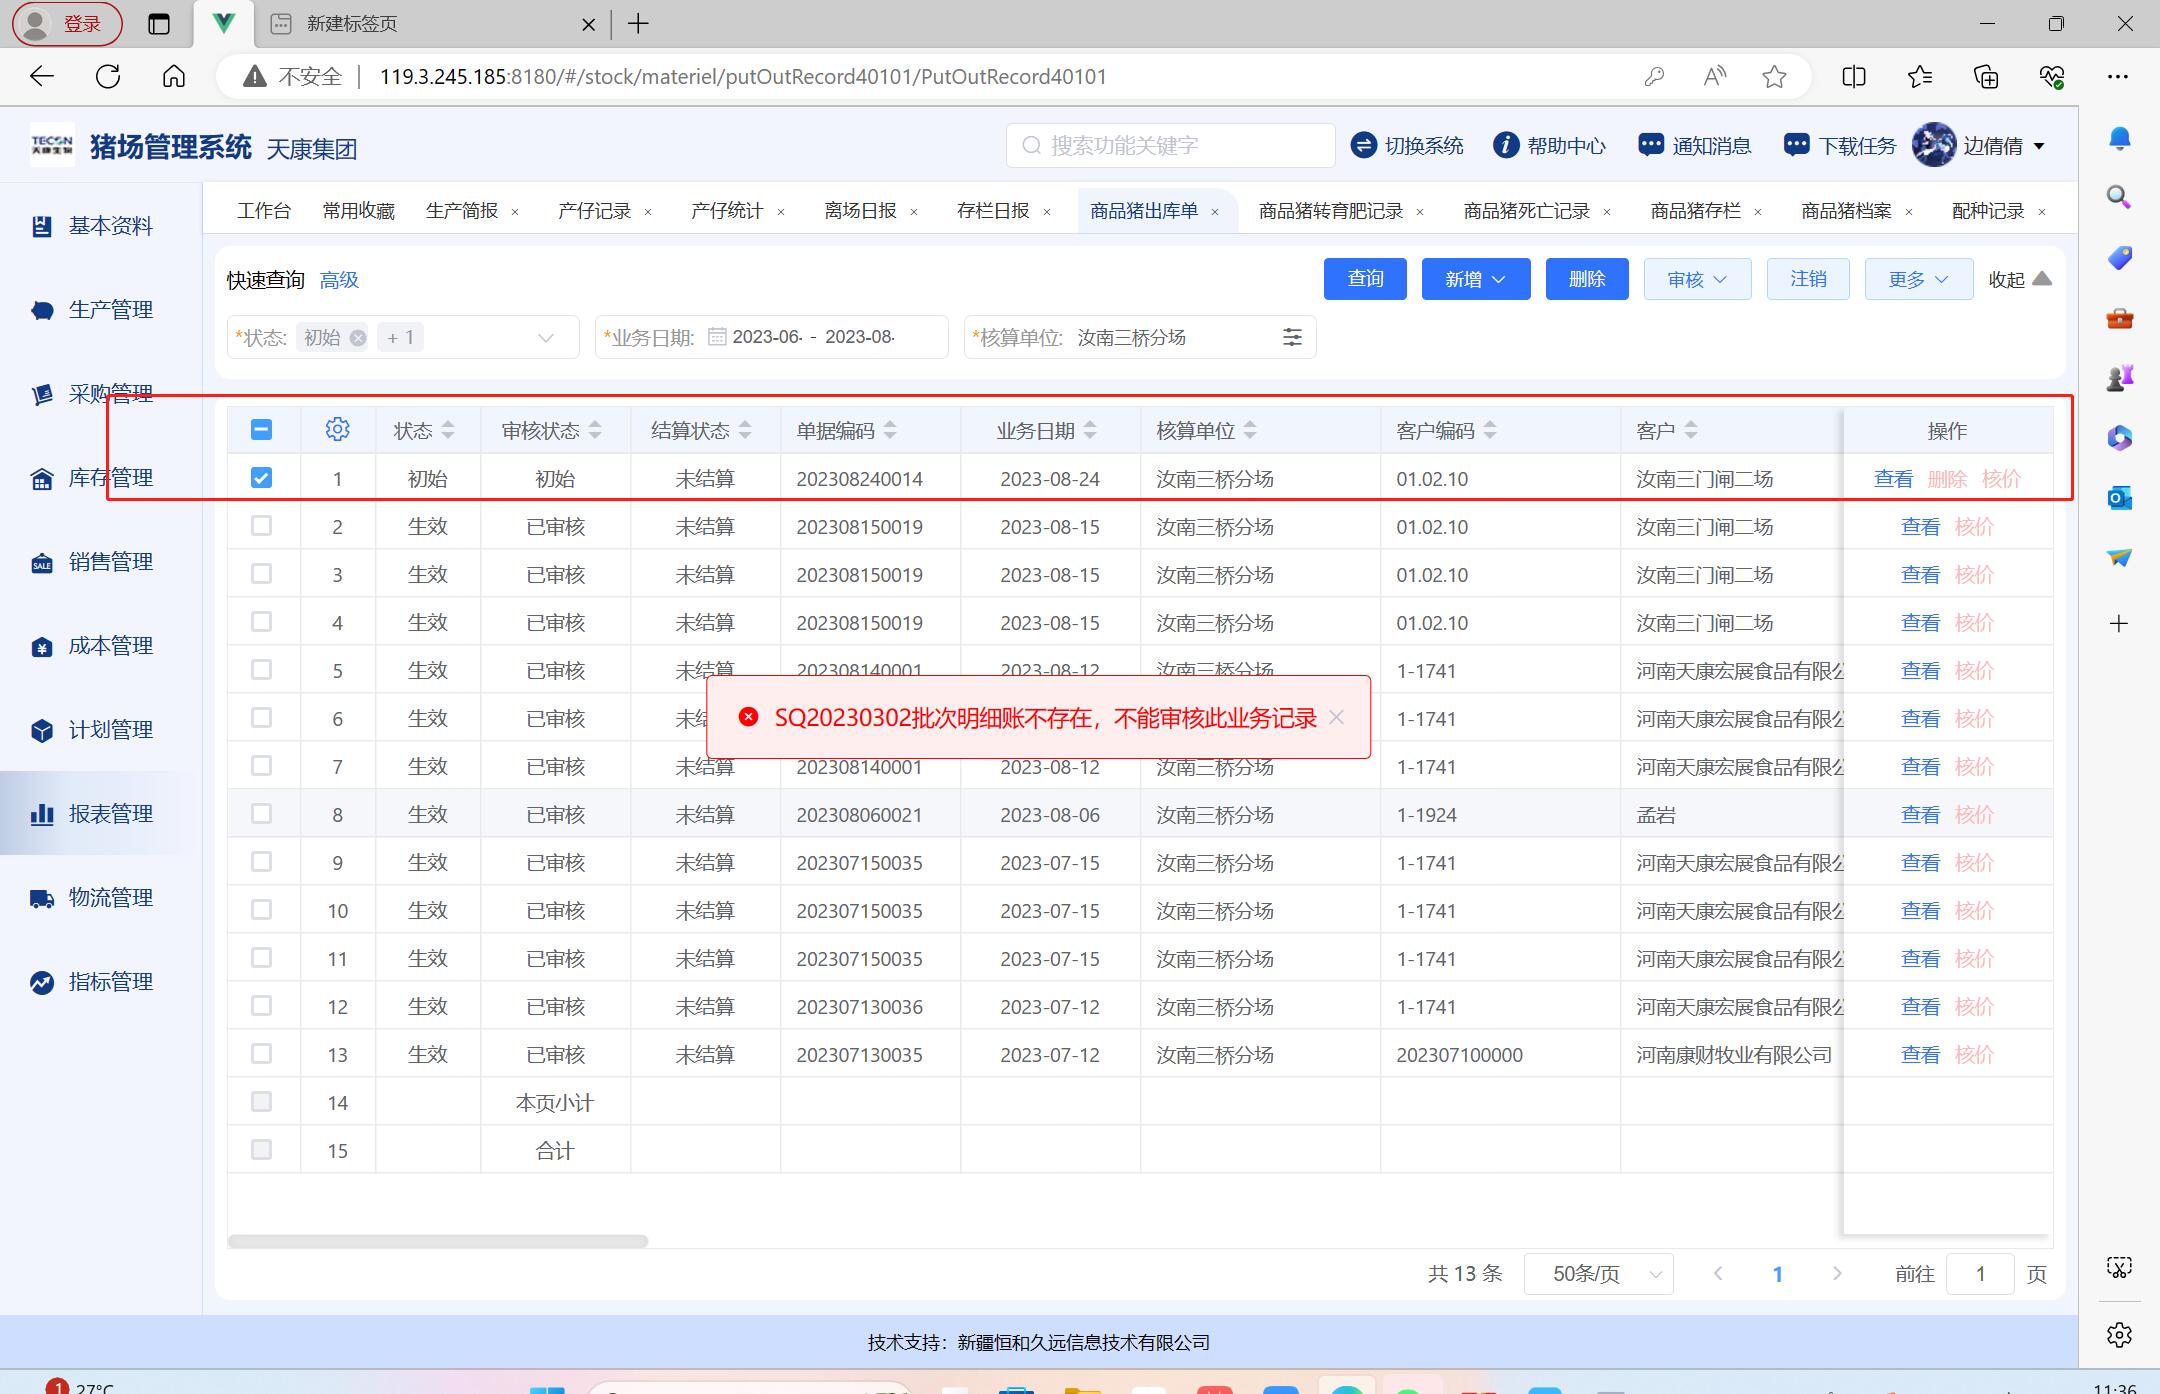 登录
新建标签页
不安全
119.3.245.185:8180/#/stock/materiel/putOutRecord40101/PutOutRecord40101
TECON
天康生物
猪场管理系统 天康集团
搜索功能关键字
切换系统
帮助中心
通知消息
下载任务
边倩倩
工作台 常用收藏 生产简报 × 产仔记录 × 产仔统计 × 离场日报 × 存栏日报 × 商品猪出库单 × 商品猪转育肥记录 × 商品猪死亡记录 × 商品猪存栏 × 商品猪档案 × 配种记录 ×
基本资料
生产管理
采购管理
库存管理
SALE 销售管理
成本管理
计划管理
报表管理
物流管理
指标管理
快速查询 高级
查询 新增 删除 审核 注销 更多 收起
*状态: 初始 + 1 *业务日期: 2023-06- - 2023-08- *核算单位: 汝南三桥分场
状态 审核状态 结算状态 单据编码 业务日期 核算单位 客户编码 客户 操作
1 初始 初始 未结算 202308240014 2023-08-24 汝南三桥分场 01.02.10 汝南三门闸二场 查看 删除 核价
2 生效 已审核 未结算 202308150019 2023-08-15 汝南三桥分场 01.02.10 汝南三门闸二场 查看 核价
3 生效 已审核 未结算 202308150019 2023-08-15 汝南三桥分场 01.02.10 汝南三门闸二场 查看 核价
4 生效 已审核 未结算 202308150019 2023-08-15 汝南三桥分场 01.02.10 汝南三门闸二场 查看 核价
5 生效 已审核 未结算 202308140001 2023-08-12 汝南三桥分场 1-1741 河南天康宏展食品有限公 查看 核价
6 生效 已审核 未结 1-1741 河南天康宏展食品有限公 查看 核价
SQ20230302批次明细账不存在，不能审核此业务记录
7 生效 已审核 未结算 202308140001 2023-08-12 汝南三桥分场 1-1741 河南天康宏展食品有限公 查看 核价
8 生效 已审核 未结算 202308060021 2023-08-06 汝南三桥分场 1-1924 孟岩 查看 核价
9 生效 已审核 未结算 202307150035 2023-07-15 汝南三桥分场 1-1741 河南天康宏展食品有限公 查看 核价
10 生效 已审核 未结算 202307150035 2023-07-15 汝南三桥分场 1-1741 河南天康宏展食品有限公 查看 核价
11 生效 已审核 未结算 202307150035 2023-07-15 汝南三桥分场 1-1741 河南天康宏展食品有限公 查看 核价
12 生效 已审核 未结算 202307130036 2023-07-12 汝南三桥分场 1-1741 河南天康宏展食品有限公 查看 核价
13 生效 已审核 未结算 202307130035 2023-07-12 汝南三桥分场 202307100000 河南康财牧业有限公司 查看 核价
14 本页小计
15 合计
共 13 条 50条/页 1 前往 1 页
技术支持：新疆恒和久远信息技术有限公司
1 27°C
11:36